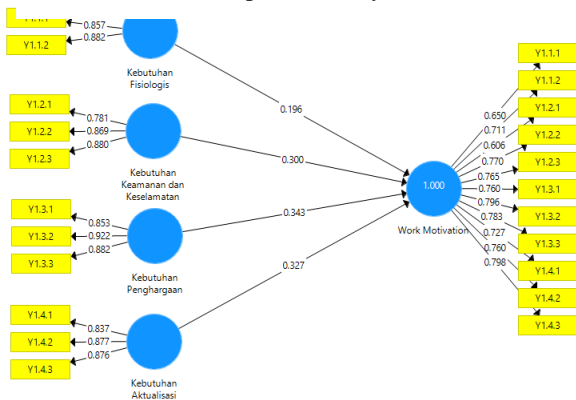 0.857
Y1.1.2
0.882
Kebutuhan
Fisiologis
0.196
Y1.2.1
0.781
Y1.2.2
0.869
Y1.2.3
0.880
Kebutuhan
Keamanan dan
Keselamatan
0.300
Y1.3.1
0.853
Y1.3.2
0.922
Y1.3.3
0.882
Kebutuhan
Penghargaan
0.343
Y1.4.1
0.837
Y1.4.2
0.877
Y1.4.3
0.876
Kebutuhan
Aktualisasi
0.327
1.000
Work Motivation
0.650
0.711
0.606
0.770
0.765
0.760
0.796
0.783
0.727
0.760
0.798
Y1.1.1
Y1.1.2
Y1.2.1
Y1.2.2
Y1.2.3
Y1.3.1
Y1.3.2
Y1.3.3
Y1.4.1
Y1.4.2
Y1.4.3